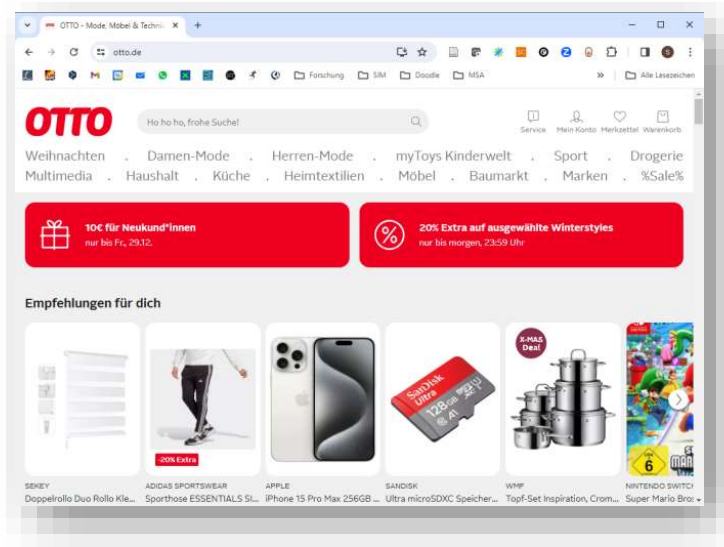 OTTO - Mode, Möbel & Techni
otto.de
Forschung SIM Doodle MSA » Alle Lesezeichen
OTTO
Ho ho ho, frohe Suche!
Service Mein Konto Merkzettel Warenkorb
Weihnachten . Damen-Mode . Herren-Mode . myToys Kinderwelt . Sport . Drogerie
Multimedia . Haushalt . Küche . Heimtextilien . Möbel . Baumarkt . Marken . %Sale%
10€ für Neukund*innen
nur bis Fr., 29.12.
% 20% Extra auf ausgewählte Winterstyles
nur bis morgen, 23:59 Uhr
Empfehlungen für dich
X-MAS
Deal
SanDisk
Ultra
128GB
A1
-20% Extra
6
SEKEY ADIDAS SPORTSWEAR APPLE SANDISK WMF NINTENDO SWITCH
Doppelrollo Duo Rollo Kle... Sporthose ESSENTIALS SI... iPhone 15 Pro Max 256GB ... Ultra microSDXC Speicher... Topf-Set Inspiration, Crom... Super Mario Bros